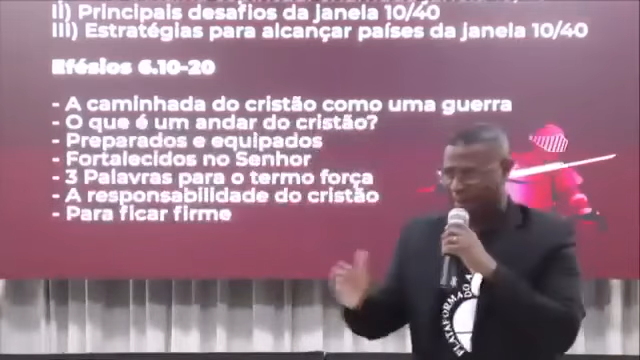 II) Principais desafios da janela 10/40
III) Estratégias para alcançar países da janela 10/40
Efésios 6.10-20
- A caminhada do cristão como uma guerra
- O que é um andar do cristão?
- Preparados e equipados
- Fortalecidos no Senhor
- 3 Palavras para o termo força
- A responsabilidade do cristão
- Para ficar firme
PLATAFORMA DO A